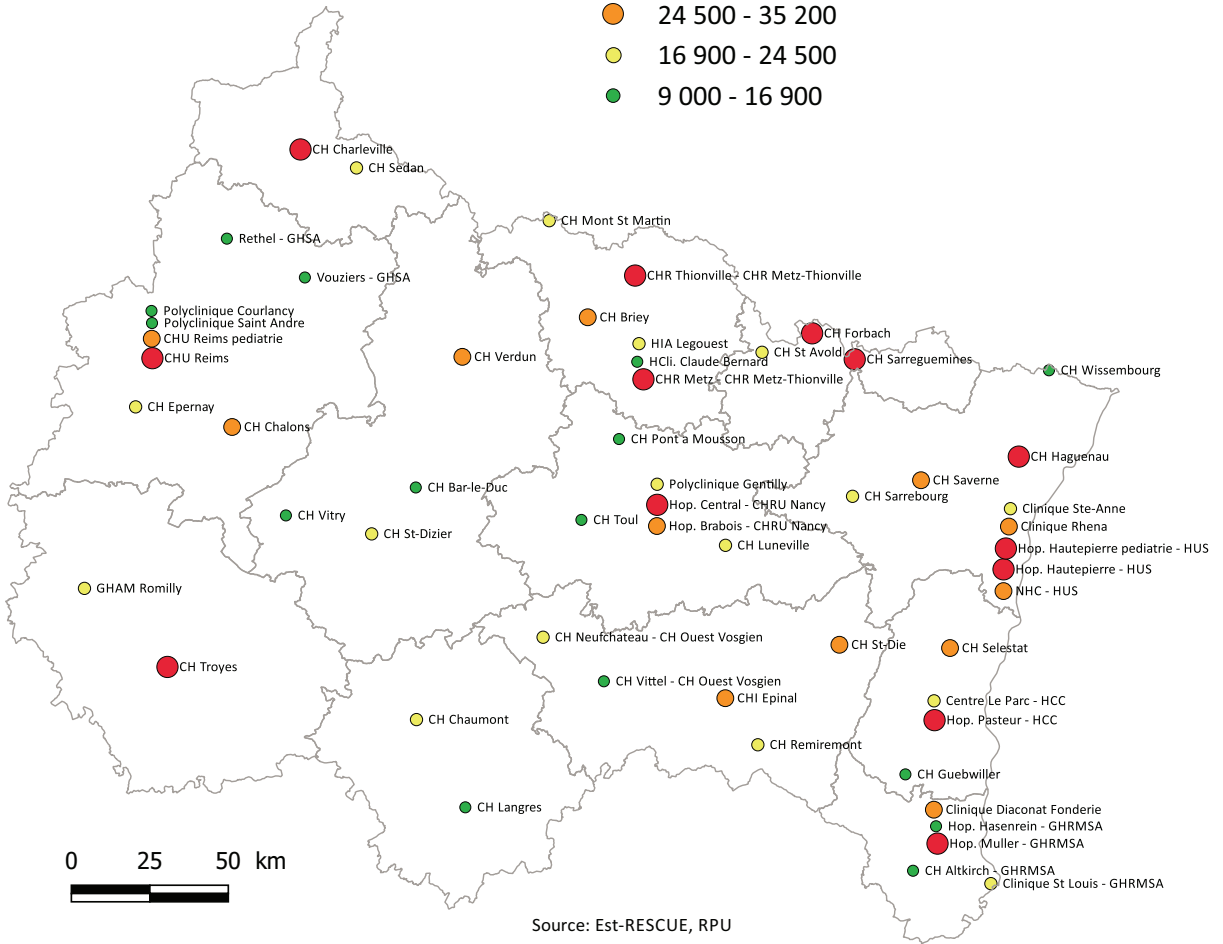 24 500 - 35 200
16 900 - 24 500
9 000 - 16 900
CH Charleville
CH Sedan
CH Mont St Martin
Rethel - GHSA
Vouziers - GHSA
CHR Thionville - CHR Metz-Thionville
Polyclinique Courlancy
Polyclinique Saint Andre
CHU Reims pediatrie
CHU Reims
CH Briey
CH Forbach
HIA Legouest
CH St Avold
CH Verdun
HCli. Claude Bernard
CH Sarreguemines
CH Wissembourg
CHR Metz - CHR Metz-Thionville
CH Epernay
CH Chalons
CH Pont a Mousson
CH Haguenau
CH Bar-le-Duc
Polyclinique Gentilly
CH Saverne
CH Sarrebourg
Hop. Central - CHRU Nancy
Clinique Ste-Anne
CH Vitry
CH Toul
Hop. Brabois - CHRU Nancy
Clinique Rhena
CH St-Dizier
CH Luneville
Hop. Hautepierre pediatrie - HUS
Hop. Hautepierre - HUS
GHAM Romilly
NHC - HUS
CH Neufchateau - CH Ouest Vosgien
CH St-Die
CH Selestat
CH Troyes
CH Vittel - CH Ouest Vosgien
CHI Epinal
Centre Le Parc - HCC
CH Chaumont
Hop. Pasteur - HCC
CH Remiremont
CH Guebwiller
CH Langres
Clinique Diaconat Fonderie
Hop. Hasenrein - GHRMSA
Hop. Muller - GHRMSA
CH Altkirch - GHRMSA
Clinique St Louis - GHRMSA
0 25 50 km
Source: Est-RESCUE, RPU